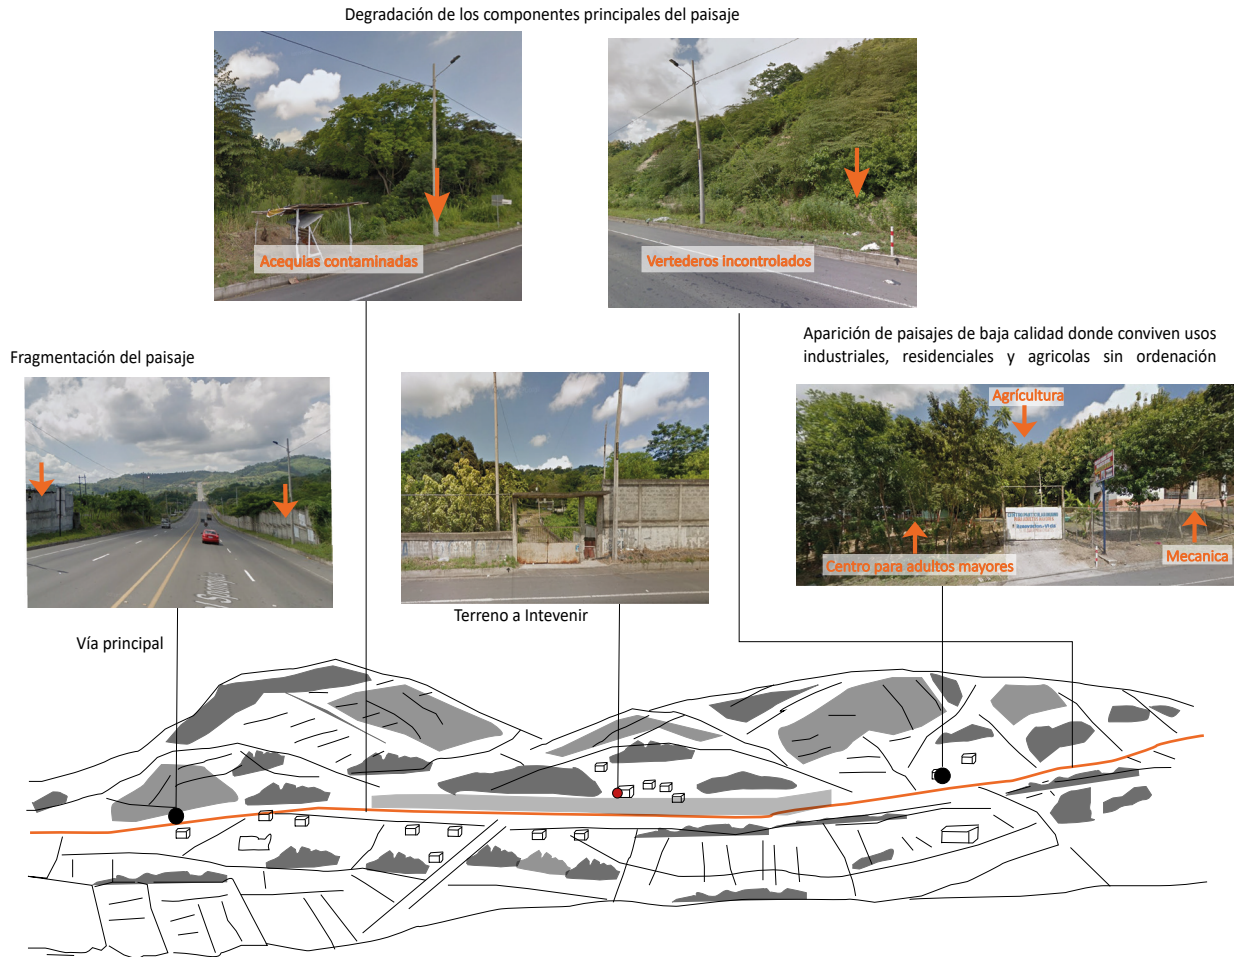 Degradación de los componentes principales del paisaje
Acequias contaminadas
Vertederos incontrolados
Fragmentación del paisaje
Aparición de paisajes de baja calidad donde conviven usos
industriales, residenciales y agricolas sin ordenación
Agrícultura
Centro para adultos mayores
Mecanica
Terreno a Intevenir
Vía principal